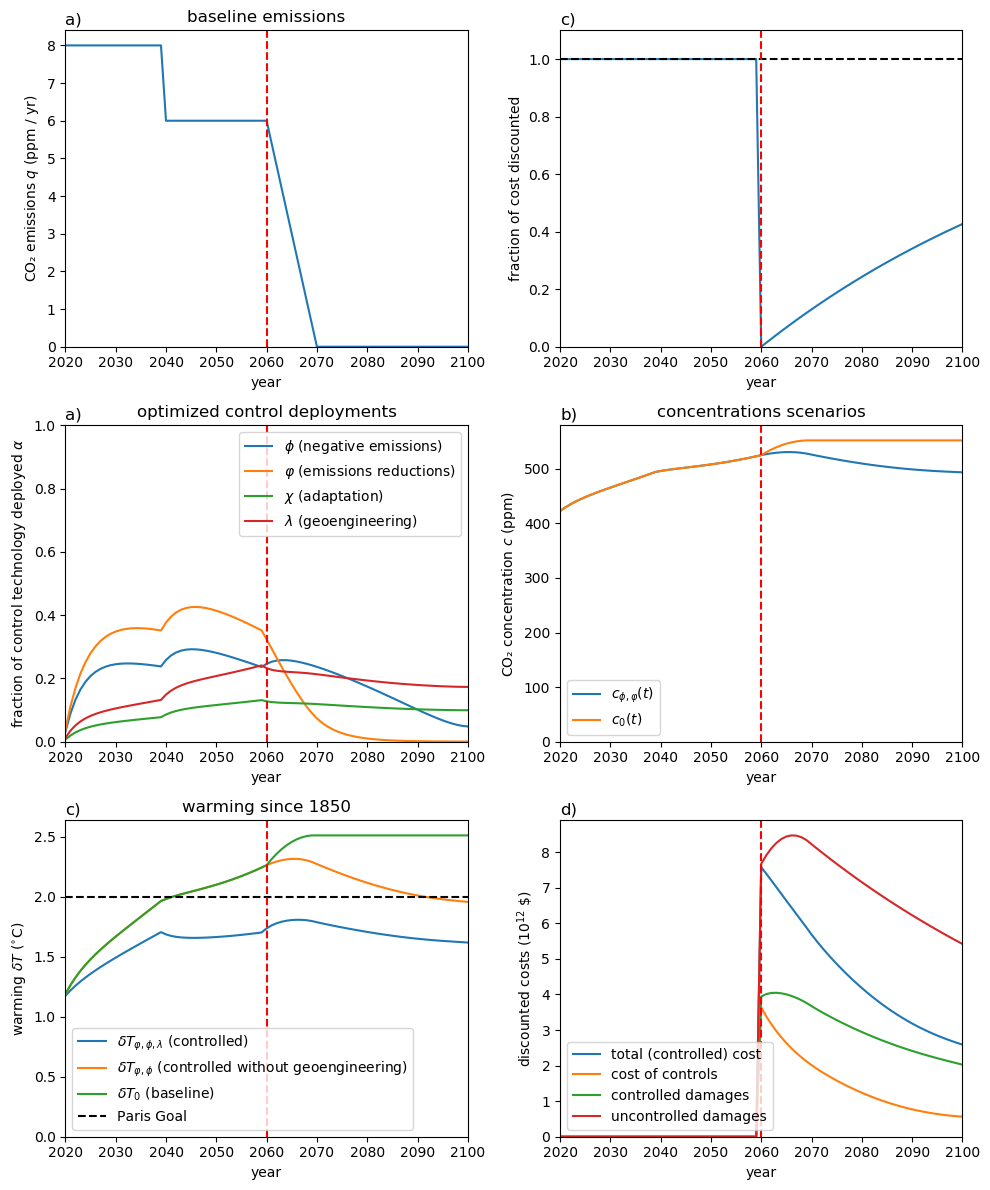 a)
baseline emissions
CO₂ emissions q (ppm / yr)
8
7
6
5
4
3
2
1
0
2020 2030 2040 2050 2060 2070 2080 2090 2100
year
c)
fraction of cost discounted
1.0
0.8
0.6
0.4
0.2
0.0
2020 2030 2040 2050 2060 2070 2080 2090 2100
year
a)
optimized control deployments
fraction of control technology deployed α
1.0
0.8
0.6
0.4
0.2
0.0
ϕ (negative emissions)
φ (emissions reductions)
χ (adaptation)
λ (geoengineering)
2020 2030 2040 2050 2060 2070 2080 2090 2100
year
b)
concentrations scenarios
CO₂ concentration c (ppm)
500
400
300
200
100
0
c_ϕ,φ(t)
c₀(t)
2020 2030 2040 2050 2060 2070 2080 2090 2100
year
c)
warming since 1850
warming δT (°C)
2.5
2.0
1.5
1.0
0.5
0.0
δT_φ,ϕ,λ (controlled)
δT_φ,ϕ (controlled without geoengineering)
δT₀ (baseline)
Paris Goal
2020 2030 2040 2050 2060 2070 2080 2090 2100
year
d)
discounted costs (10¹² $)
8
7
6
5
4
3
2
1
0
total (controlled) cost
cost of controls
controlled damages
uncontrolled damages
2020 2030 2040 2050 2060 2070 2080 2090 2100
year